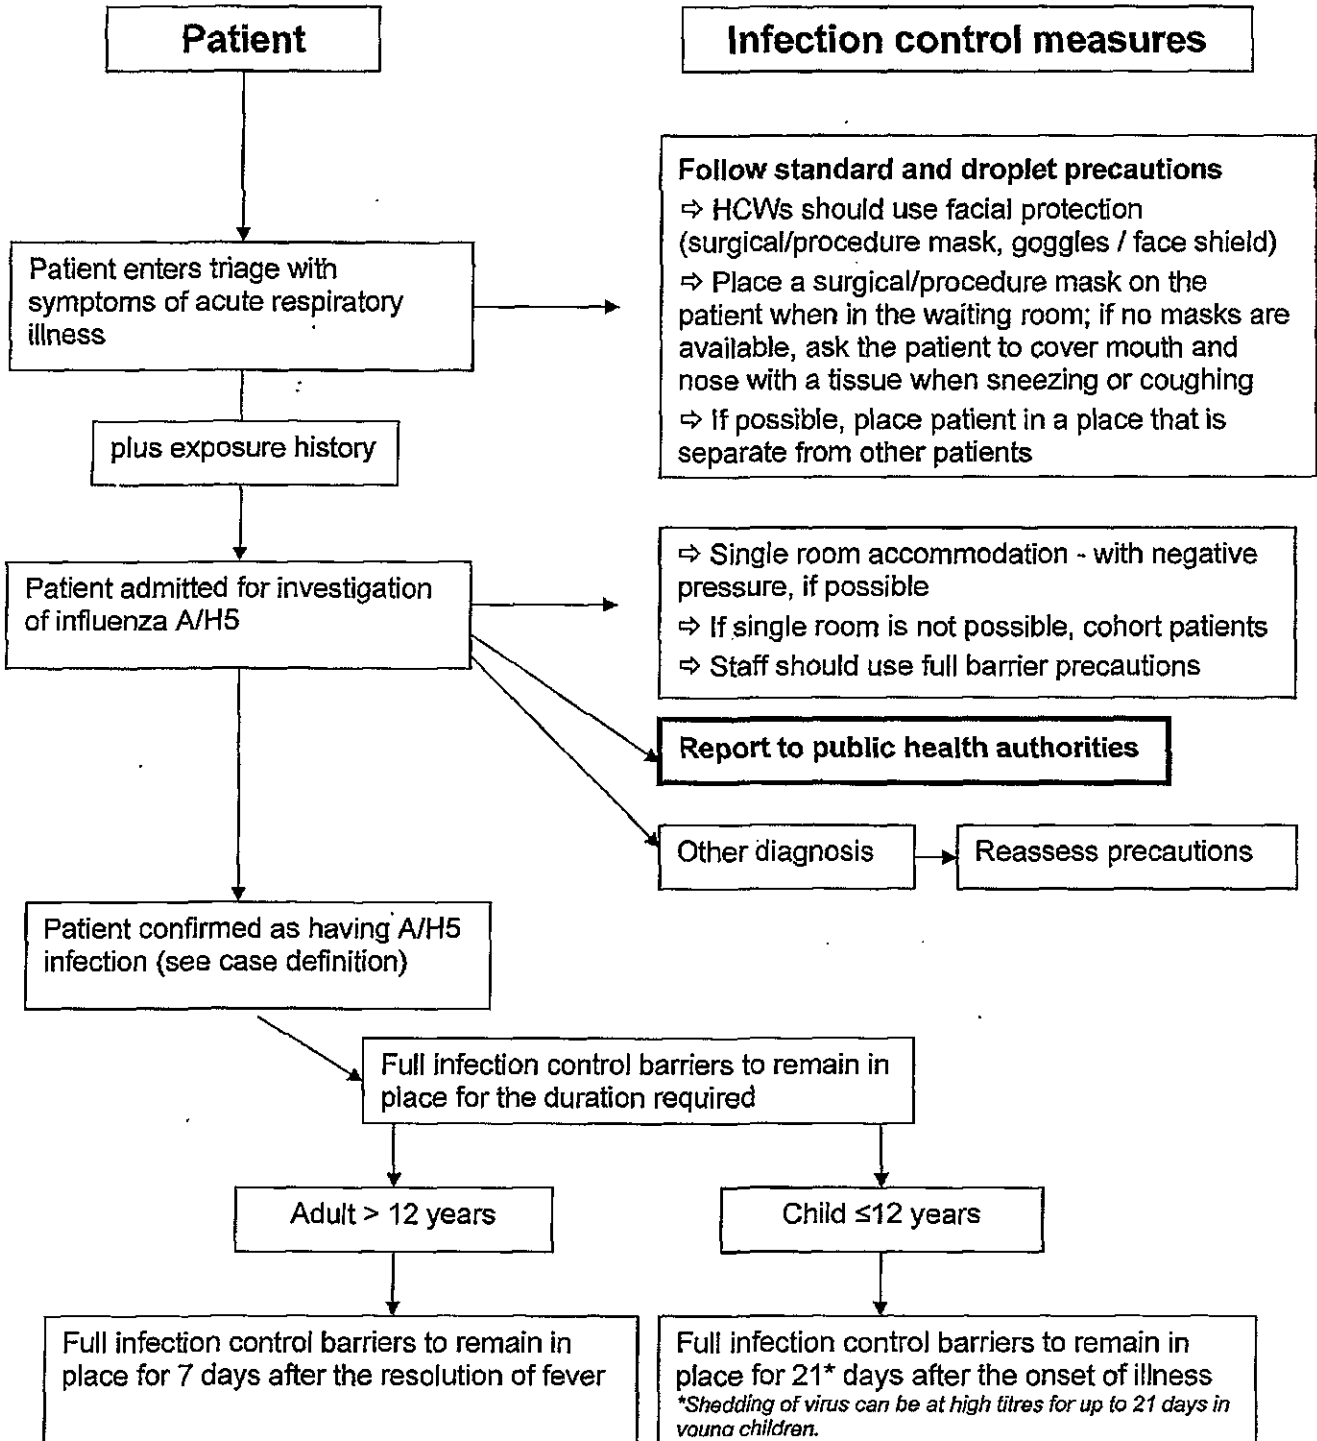 Patient
Infection control measures
Follow standard and droplet precautions
⇨ HCWs should use facial protection
(surgical/procedure mask, goggles / face shield)
⇨ Place a surgical/procedure mask on the
patient when in the waiting room; if no masks are
available, ask the patient to cover mouth and
nose with a tissue when sneezing or coughing
⇨ If possible, place patient in a place that is
separate from other patients
Patient enters triage with
symptoms of acute respiratory
illness
plus exposure history
Patient admitted for investigation
of influenza A/H5
⇨ Single room accommodation - with negative
pressure, if possible
⇨ If single room is not possible, cohort patients
⇨ Staff should use full barrier precautions
Report to public health authorities
Other diagnosis
Reassess precautions
Patient confirmed as having A/H5
infection (see case definition)
Full infection control barriers to remain in
place for the duration required
Adult > 12 years
Child ≤12 years
Full infection control barriers to remain in
place for 7 days after the resolution of fever
Full infection control barriers to remain in
place for 21* days after the onset of illness
*Shedding of virus can be at high titres for up to 21 days in
young children.